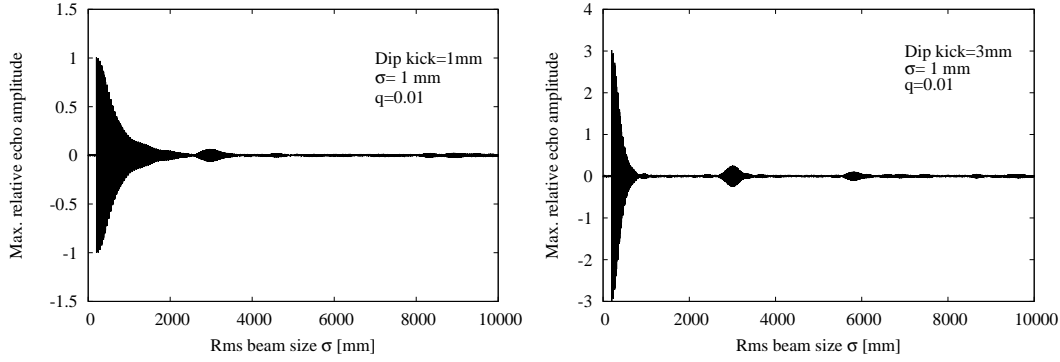 1.5
1
0.5
0
-0.5
-1
-1.5
Max. relative echo amplitude
0 2000 4000 6000 8000 10000
Rms beam size σ [mm]
Dip kick=1mm
σ= 1 mm
q=0.01
4
3
2
1
0
-1
-2
-3
Max. relative echo amplitude
0 2000 4000 6000 8000 10000
Rms beam size σ [mm]
Dip kick=3mm
σ= 1 mm
q=0.01